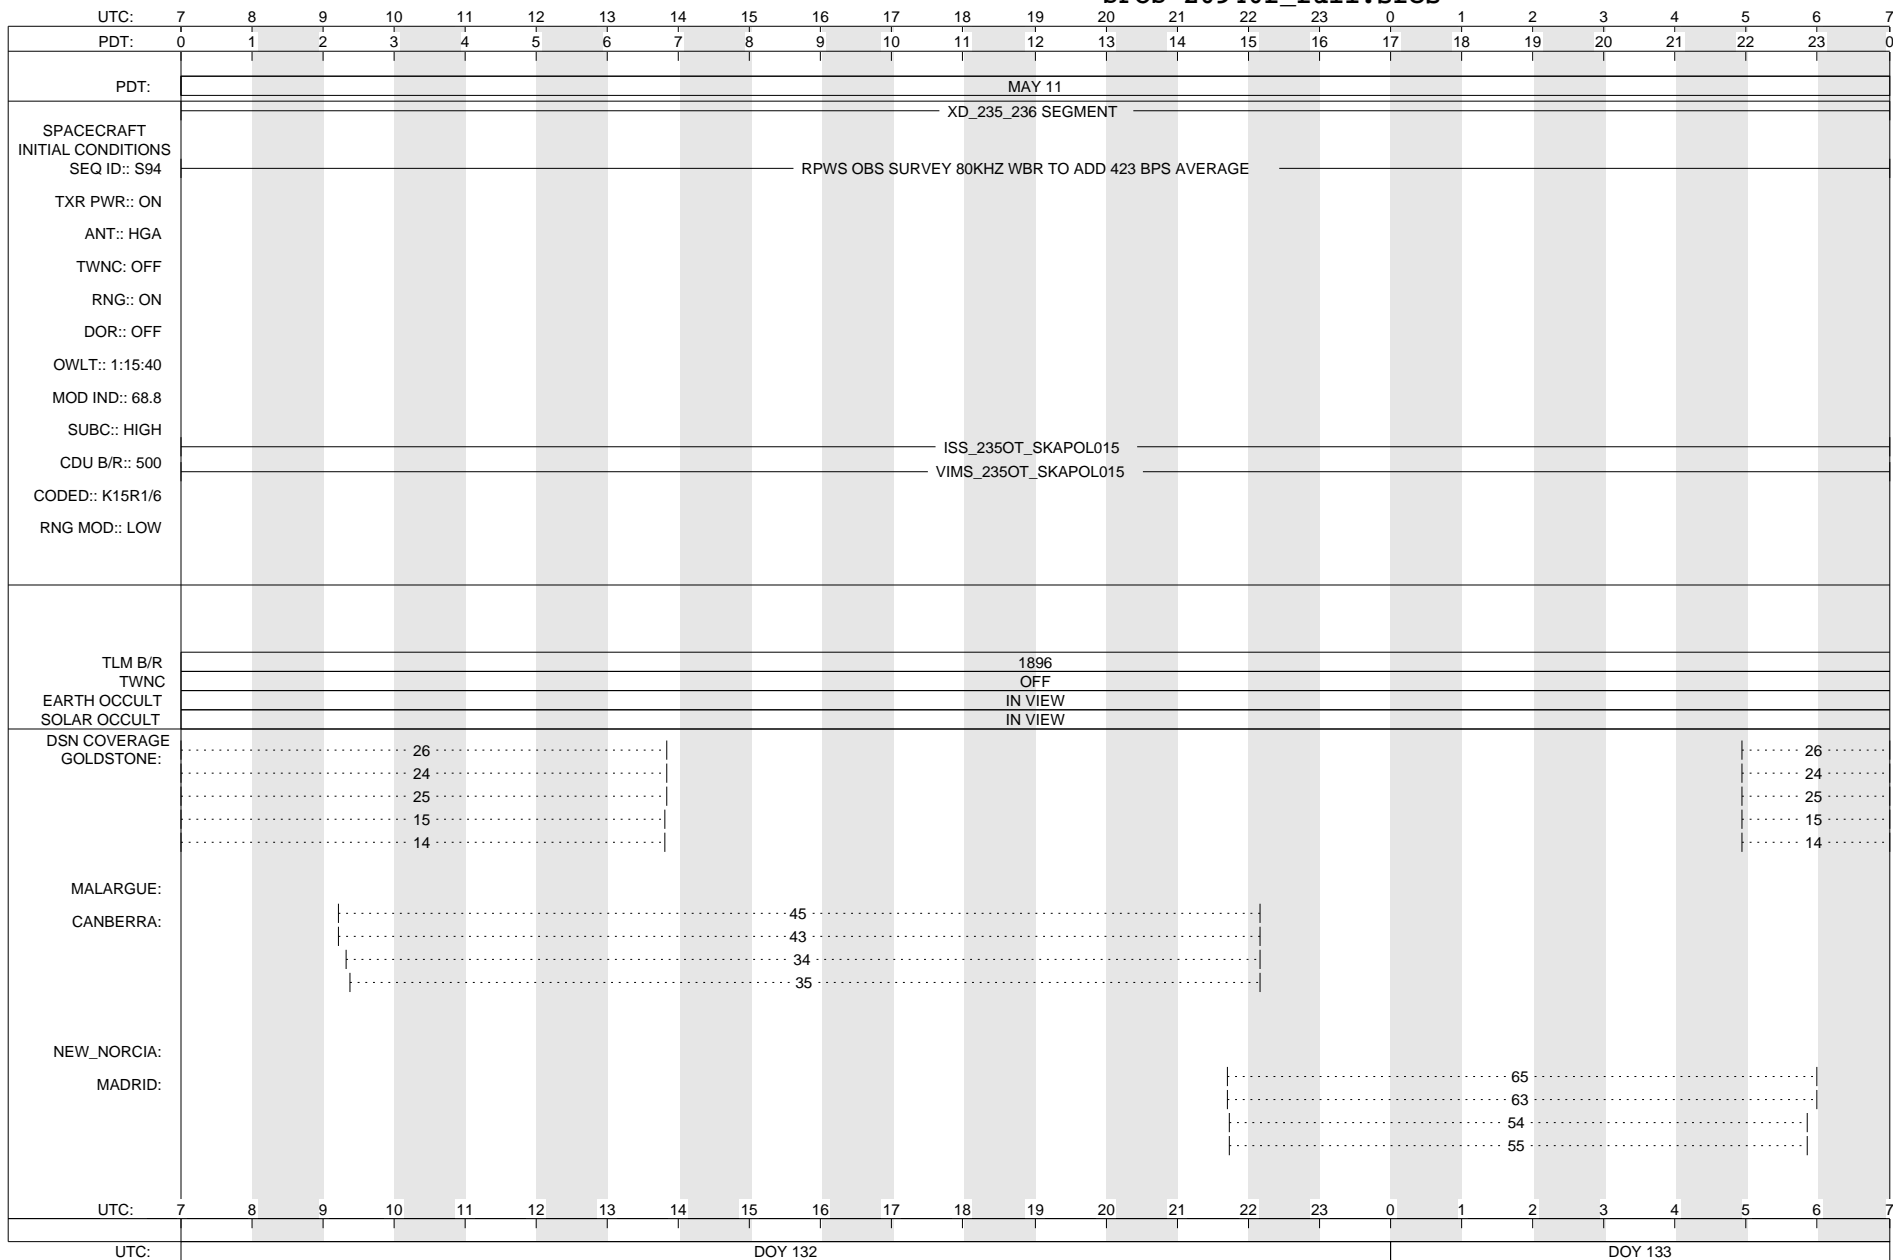 UTC: 7 8 9 10 11 12 13 14 15 16 17 18 19 20 21 22 23 0 1 2 3 4 5 6 7
PDT: 0 1 2 3 4 5 6 7 8 9 10 11 12 13 14 15 16 17 18 19 20 21 22 23 0
PDT: MAY 11
XD_235_236 SEGMENT
SPACECRAFT
INITIAL CONDITIONS
SEQ ID:: S94 RPWS OBS SURVEY 80KHZ WBR TO ADD 423 BPS AVERAGE
TXR PWR:: ON
ANT:: HGA
TWNC: OFF
RNG:: ON
DOR:: OFF
OWLT:: 1:15:40
MOD IND:: 68.8
SUBC:: HIGH
ISS_235OT_SKAPOL015
CDU B/R:: 500
VIMS_235OT_SKAPOL015
CODED:: K15R1/6
RNG MOD:: LOW
TLM B/R 1896
TWNC OFF
EARTH OCCULT IN VIEW
SOLAR OCCULT IN VIEW
DSN COVERAGE
GOLDSTONE: 26 26
24 24
25 25
15 15
14 14
MALARGUE:
CANBERRA: 45
43
34
35
NEW_NORCIA:
MADRID: 65
63
54
55
UTC: 7 8 9 10 11 12 13 14 15 16 17 18 19 20 21 22 23 0 1 2 3 4 5 6 7
UTC: DOY 132 DOY 133